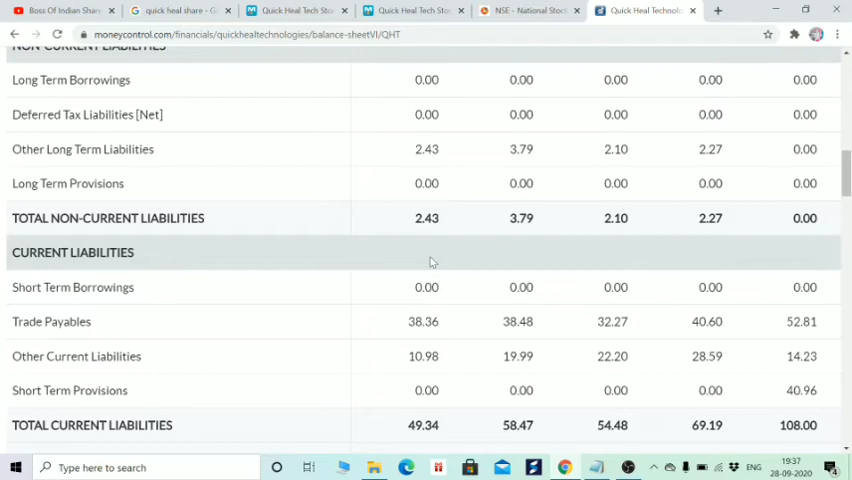 Boss Of Indian Shar
quick heal share - G
Quick Heal Tech Sto
Quick Heal Tech Sto
NSE - National Stoc
Quick Heal Technolo
moneycontrol.com/financials/quickhealtechnologies/balance-sheetVI/QHT
NON-CURRENT LIABILITIES
Long Term Borrowings 0.00 0.00 0.00 0.00 0.00
Deferred Tax Liabilities [Net] 0.00 0.00 0.00 0.00 0.00
Other Long Term Liabilities 2.43 3.79 2.10 2.27 0.00
Long Term Provisions 0.00 0.00 0.00 0.00 0.00
TOTAL NON-CURRENT LIABILITIES 2.43 3.79 2.10 2.27 0.00
CURRENT LIABILITIES
Short Term Borrowings 0.00 0.00 0.00 0.00 0.00
Trade Payables 38.36 38.48 32.27 40.60 52.81
Other Current Liabilities 10.98 19.99 22.20 28.59 14.23
Short Term Provisions 0.00 0.00 0.00 0.00 40.96
TOTAL CURRENT LIABILITIES 49.34 58.47 54.48 69.19 108.00
Type here to search
ENG
19:37
28-09-2020
4